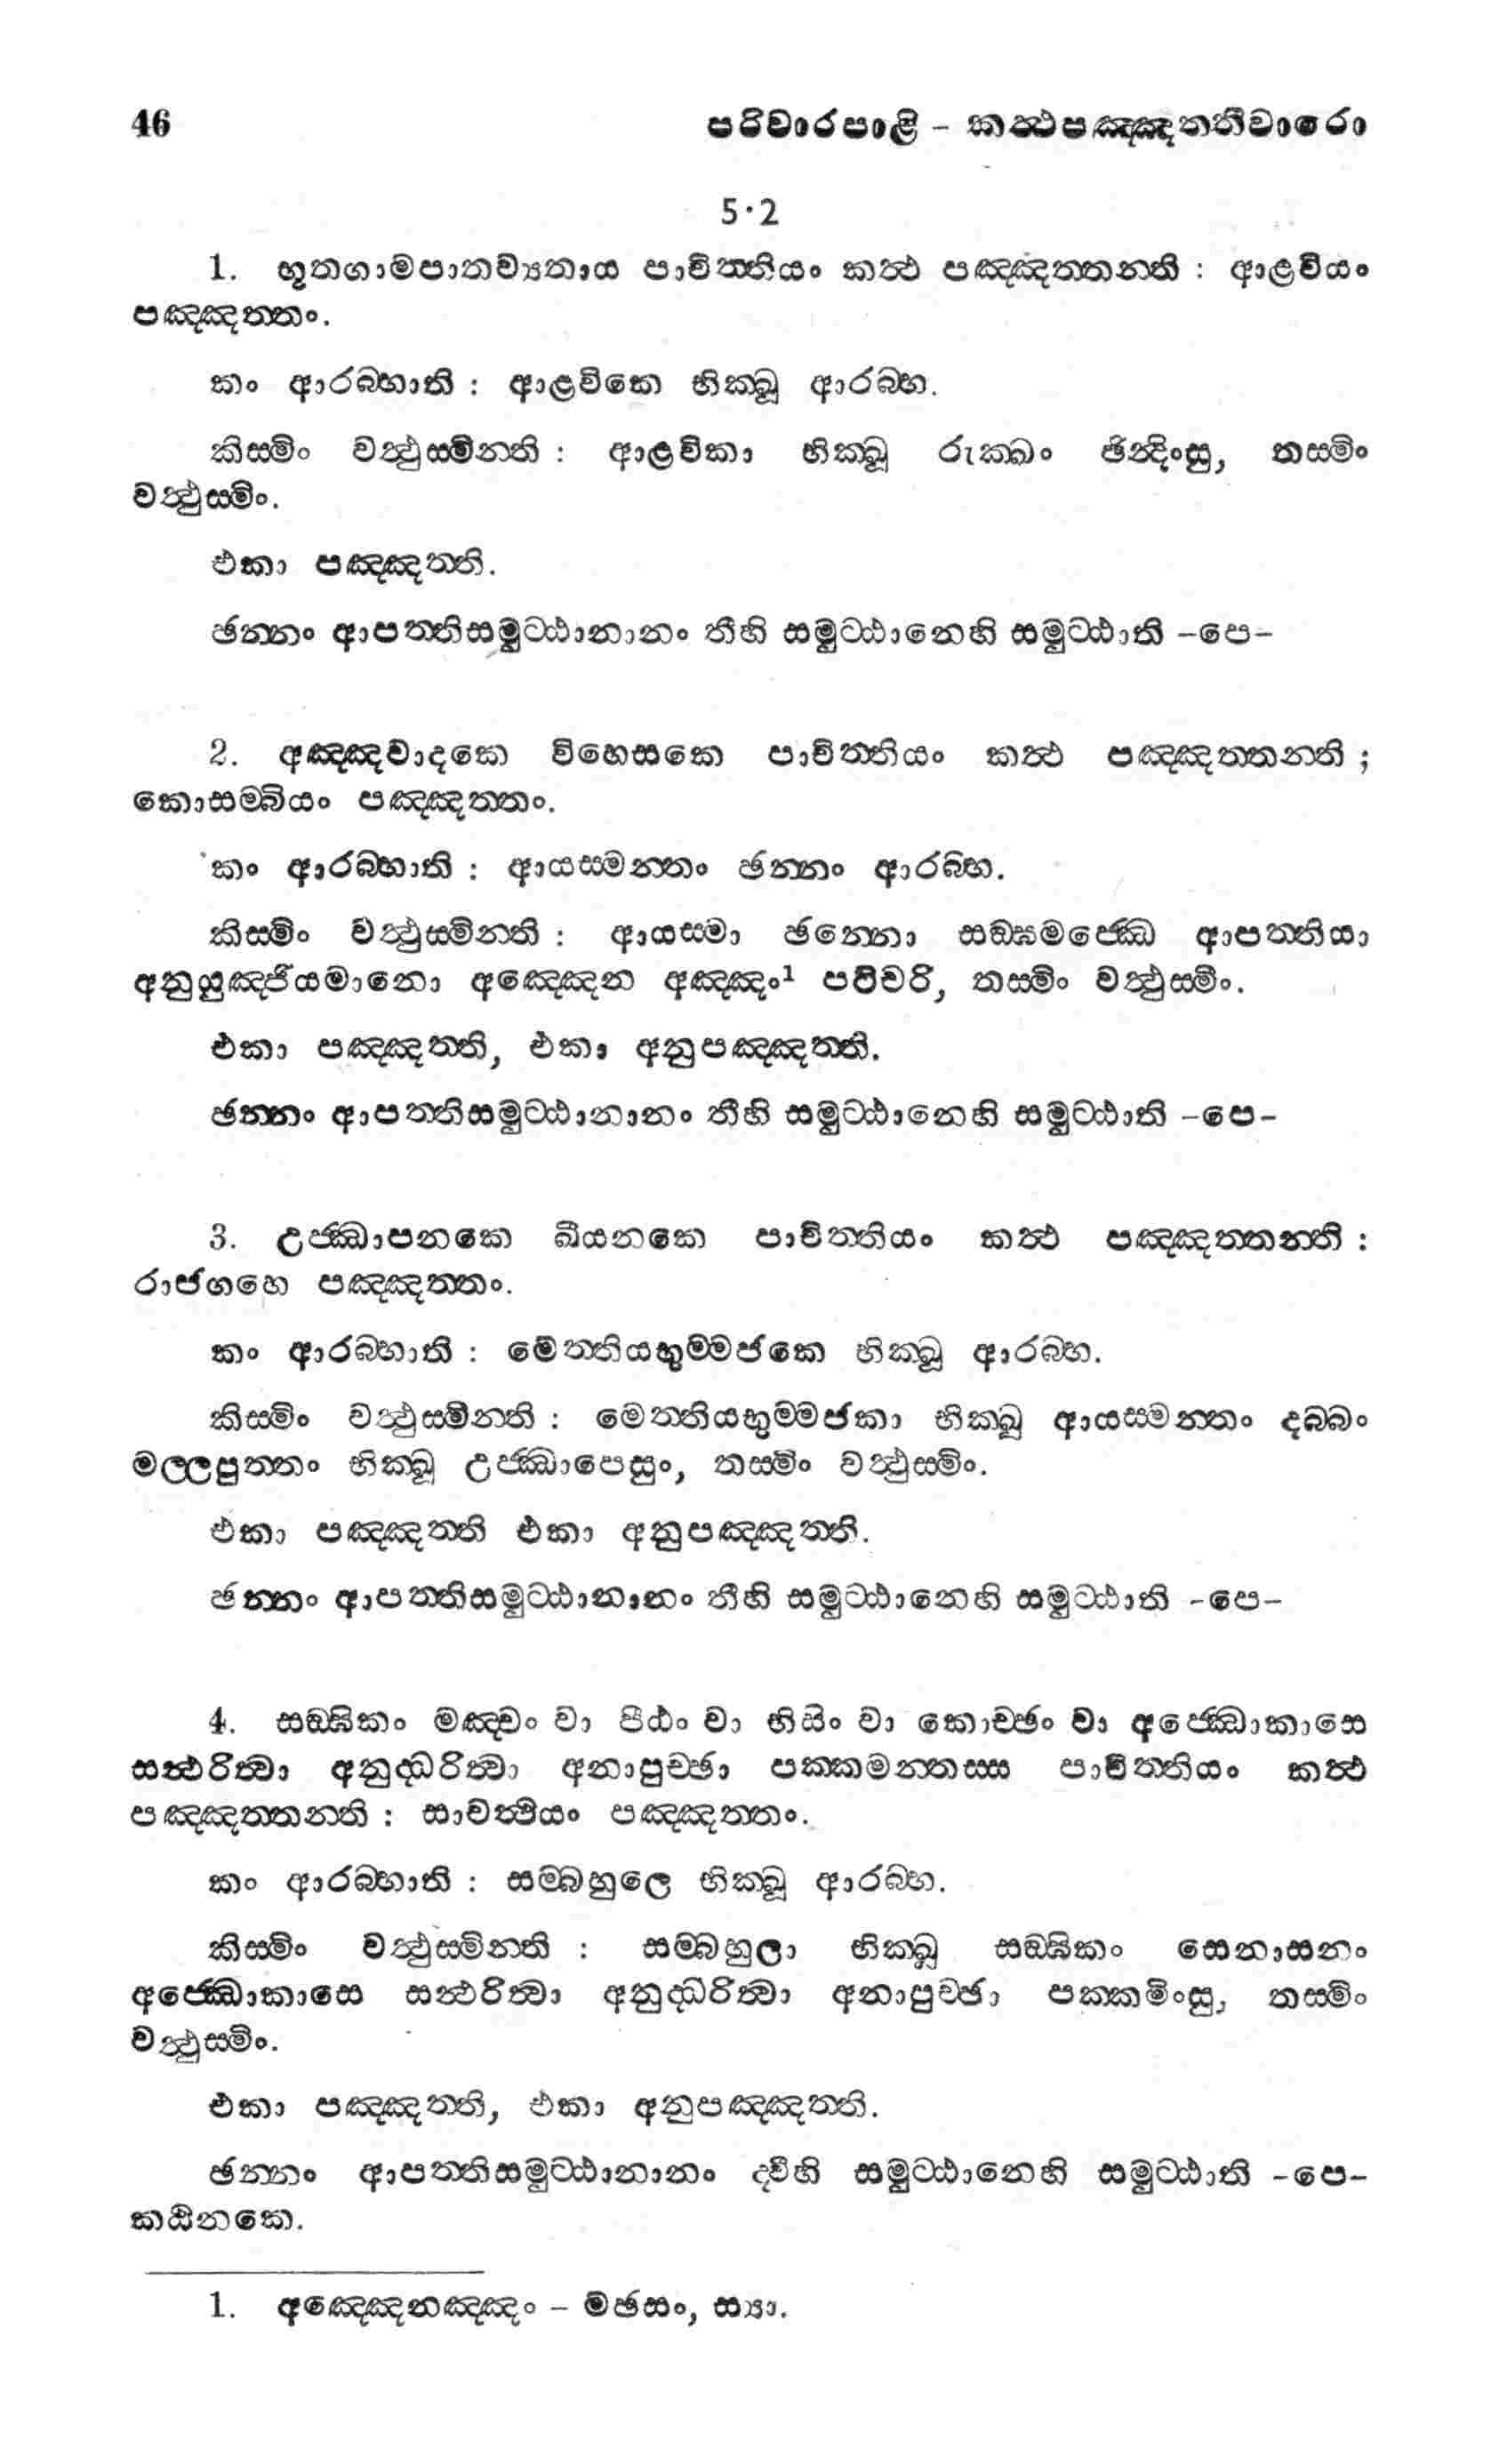 46 පරිවාරපාළි - කත්ථපඤ්ඤත්තිවාරො
5·2
1. භූතගාමපාතව්‍යතාය පාචිත්තියං කත්ථ පඤ්ඤත්තන්ති : ආළවියං
පඤ්ඤත්තං.
කං ආරබ්භාති : ආළවිකෙ භික්ඛූ ආරබ්භ.
කිස්මිං වත්ථුස්මින්ති : ආළවිකා භික්ඛූ රුක්ඛං ඡින්දිංසු, තස්මිං
වත්ථුස්මිං.
එකා පඤ්ඤත්ති.
ඡන්නං ආපත්තිසමුට්ඨානානං තීහි සමුට්ඨානෙහි සමුට්ඨාති -පෙ-
2. අඤ්ඤවාදකෙ විහෙසකෙ පාචිත්තියං කත්ථ පඤ්ඤත්තන්ති ;
කොසම්බියං පඤ්ඤත්තං.
කං ආරබ්භාති : ආයස්මන්තං ඡන්නං ආරබ්භ.
කිස්මිං වත්ථුස්මින්ති : ආයස්මා ඡන්නො සඞ්ඝමජ්ඣෙ ආපත්තියා
අනුයුඤ්ජියමානො අඤ්ඤෙන අඤ්ඤං¹ පටිචරි, තස්මිං වත්ථුස්මිං.
එකා පඤ්ඤත්ති, එකා අනුපඤ්ඤත්ති.
ඡන්නං ආපත්තිසමුට්ඨානානං තීහි සමුට්ඨානෙහි සමුට්ඨාති -පෙ-
3. උජ්ඣාපනකෙ ඛීයනකෙ පාචිත්තියං කත්ථ පඤ්ඤත්තන්ති :
රාජගහෙ පඤ්ඤත්තං.
කං ආරබ්භාති : මෙත්තියභුම්මජකෙ භික්ඛූ ආරබ්භ.
කිස්මිං වත්ථුස්මින්ති : මෙත්තියභුම්මජකා භික්ඛූ ආයස්මන්තං දබ්බං
මල්ලපුත්තං භික්ඛූ උජ්ඣාපෙසුං, තස්මිං වත්ථුස්මිං.
එකා පඤ්ඤත්ති එකා අනුපඤ්ඤත්ති.
ඡන්නං ආපත්තිසමුට්ඨානානං තීහි සමුට්ඨානෙහි සමුට්ඨාති -පෙ-
4. සඞ්ඝිකං මඤ්චං වා පීඨං වා භිසිං වා කොච්ඡං වා අජ්ඣොකාසෙ
සන්ථරිත්වා අනුද්ධරිත්වා අනාපුච්ඡා පක්කමන්තස්ස පාචිත්තියං කත්ථ
පඤ්ඤත්තන්ති : සාවත්ථියං පඤ්ඤත්තං.
කං ආරබ්භාති : සම්බහුලෙ භික්ඛූ ආරබ්භ.
කිස්මිං වත්ථුස්මින්ති : සම්බහුලා භික්ඛූ සඞ්ඝිකං සෙනාසනං
අජ්ඣොකාසෙ සන්ථරිත්වා අනුද්ධරිත්වා අනාපුච්ඡා පක්කමිංසු, තස්මිං
වත්ථුස්මිං.
එකා පඤ්ඤත්ති, එකා අනුපඤ්ඤත්ති.
ඡන්නං ආපත්තිසමුට්ඨානානං ද්වීහි සමුට්ඨානෙහි සමුට්ඨාති -පෙ-
කඨිනකෙ.
1. අඤ්ඤෙනඤ්ඤං - මඡසං, ස්‍යා.